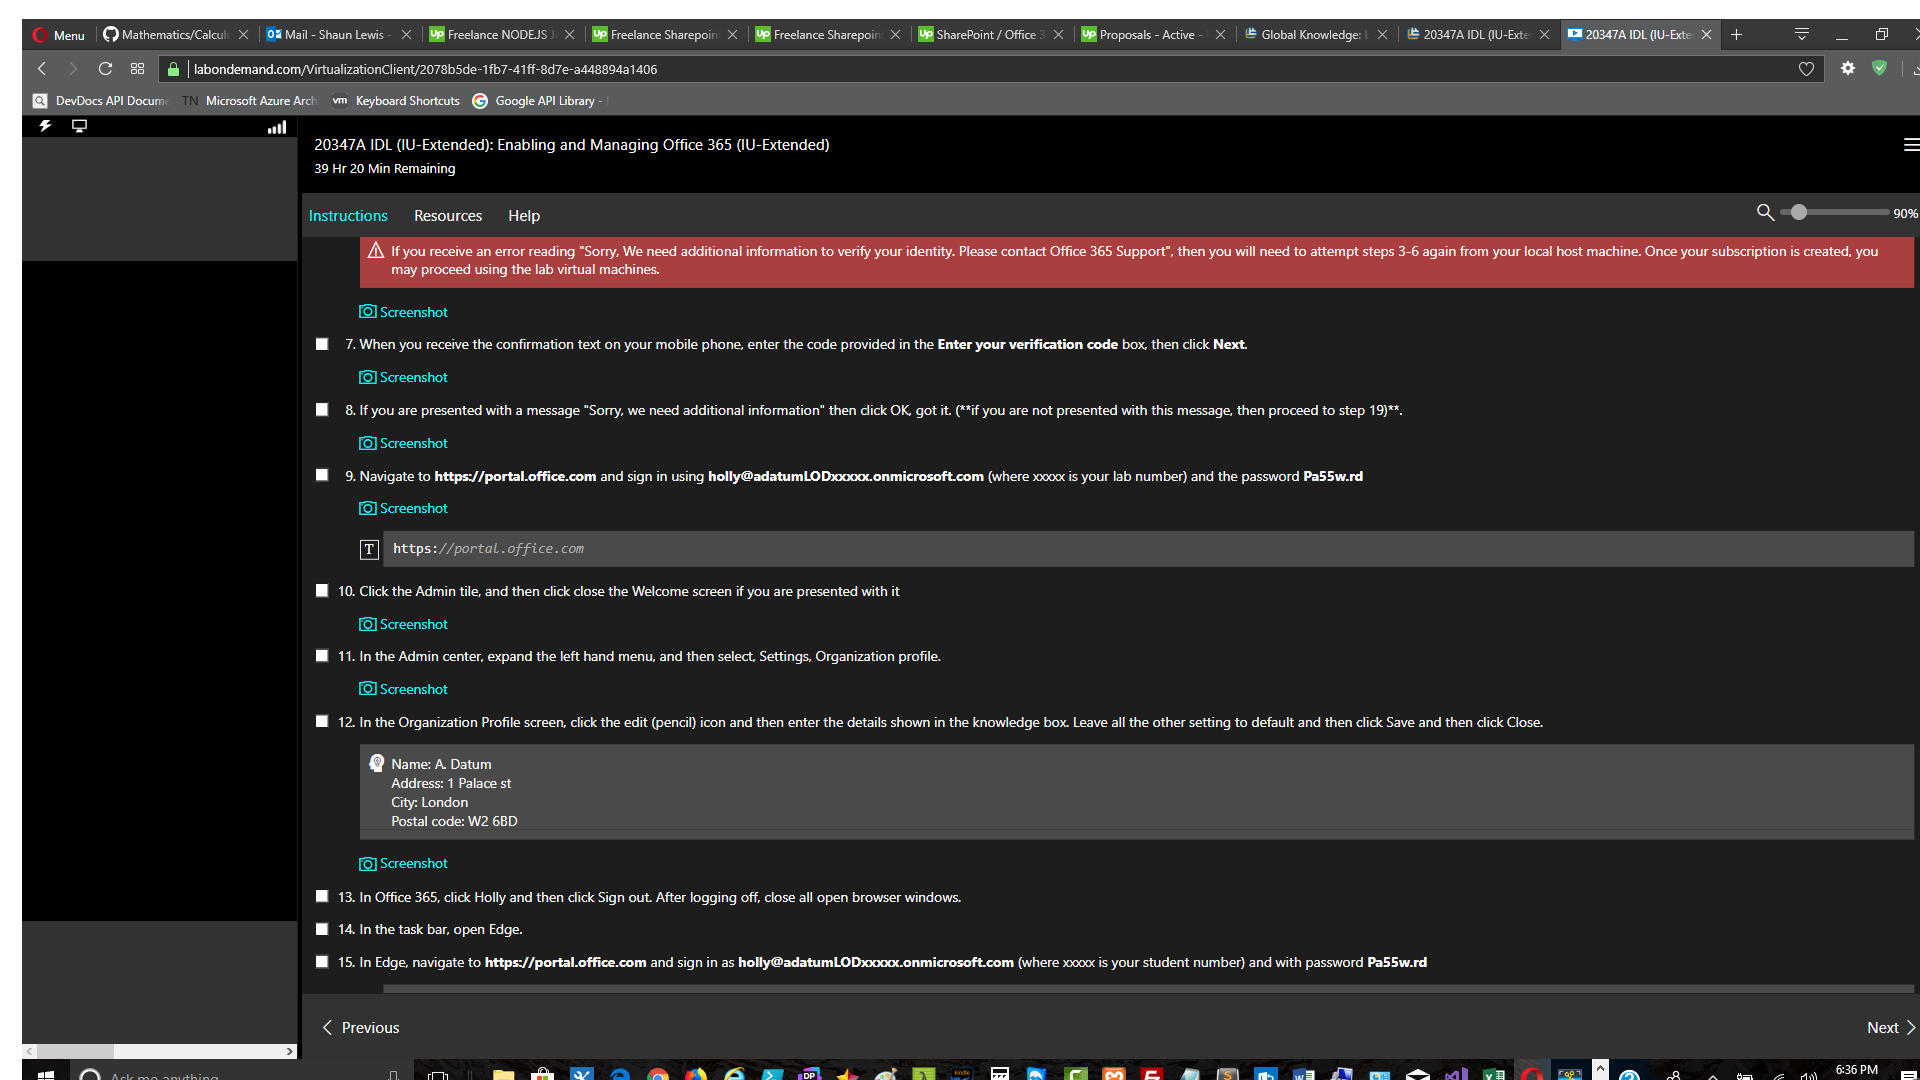 Menu
Mathematics/Calcul
Mail - Shaun Lewis -
Freelance NODEJS J
Freelance Sharepoin
Freelance Sharepoin
SharePoint / Office 3
Proposals - Active -
Global Knowledge: L
20347A IDL (IU-Exte
20347A IDL (IU-Exte
labondemand.com/VirtualizationClient/2078b5de-1fb7-41ff-8d7e-a448894a1406
DevDocs API Docume
TN Microsoft Azure Arch
vm Keyboard Shortcuts
Google API Library -
20347A IDL (IU-Extended): Enabling and Managing Office 365 (IU-Extended)
39 Hr 20 Min Remaining
Instructions Resources Help
90%
If you receive an error reading "Sorry, We need additional information to verify your identity. Please contact Office 365 Support", then you will need to attempt steps 3-6 again from your local host machine. Once your subscription is created, you
may proceed using the lab virtual machines.
Screenshot
7. When you receive the confirmation text on your mobile phone, enter the code provided in the Enter your verification code box, then click Next.
Screenshot
8. If you are presented with a message "Sorry, we need additional information" then click OK, got it. (**if you are not presented with this message, then proceed to step 19)**.
Screenshot
9. Navigate to https://portal.office.com and sign in using holly@adatumLODxxxxx.onmicrosoft.com (where xxxxx is your lab number) and the password Pa55w.rd
Screenshot
T https://portal.office.com
10. Click the Admin tile, and then click close the Welcome screen if you are presented with it
Screenshot
11. In the Admin center, expand the left hand menu, and then select, Settings, Organization profile.
Screenshot
12. In the Organization Profile screen, click the edit (pencil) icon and then enter the details shown in the knowledge box. Leave all the other setting to default and then click Save and then click Close.
Name: A. Datum
Address: 1 Palace st
City: London
Postal code: W2 6BD
Screenshot
13. In Office 365, click Holly and then click Sign out. After logging off, close all open browser windows.
14. In the task bar, open Edge.
15. In Edge, navigate to https://portal.office.com and sign in as holly@adatumLODxxxxx.onmicrosoft.com (where xxxxx is your student number) and with password Pa55w.rd
Previous
Next
Ask me anything
6:36 PM